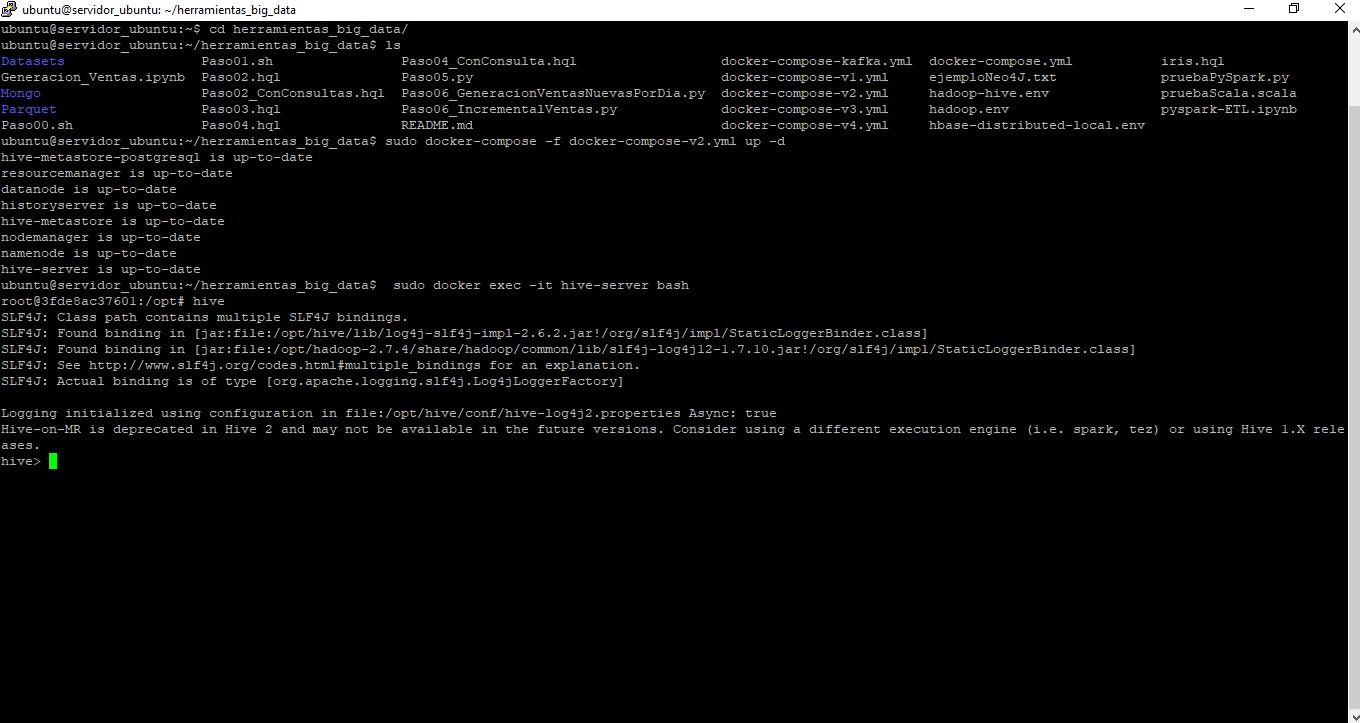 ubuntu@servidor_ubuntu: ~/herramientas_big_data
ubuntu@servidor_ubuntu:~$ cd herramientas_big_data/
ubuntu@servidor_ubuntu:~/herramientas_big_data$ ls
Datasets Paso01.sh Paso04_ConConsulta.hql docker-compose-kafka.yml docker-compose.yml iris.hql
Generacion_Ventas.ipynb Paso02.hql Paso05.py docker-compose-v1.yml ejemploNeo4J.txt pruebaPySpark.py
Mongo Paso02_ConConsultas.hql Paso06_GeneracionVentasNuevasPorDia.py docker-compose-v2.yml hadoop-hive.env pruebaScala.scala
Parquet Paso03.hql Paso06_IncrementalVentas.py docker-compose-v3.yml hadoop.env pyspark-ETL.ipynb
Paso00.sh Paso04.hql README.md docker-compose-v4.yml hbase-distributed-local.env
ubuntu@servidor_ubuntu:~/herramientas_big_data$ sudo docker-compose -f docker-compose-v2.yml up -d
hive-metastore-postgresql is up-to-date
resourcemanager is up-to-date
datanode is up-to-date
historyserver is up-to-date
hive-metastore is up-to-date
nodemanager is up-to-date
namenode is up-to-date
hive-server is up-to-date
ubuntu@servidor_ubuntu:~/herramientas_big_data$  sudo docker exec -it hive-server bash
root@3fde8ac37601:/opt# hive
SLF4J: Class path contains multiple SLF4J bindings.
SLF4J: Found binding in [jar:file:/opt/hive/lib/log4j-slf4j-impl-2.6.2.jar!/org/slf4j/impl/StaticLoggerBinder.class]
SLF4J: Found binding in [jar:file:/opt/hadoop-2.7.4/share/hadoop/common/lib/slf4j-log4j12-1.7.10.jar!/org/slf4j/impl/StaticLoggerBinder.class]
SLF4J: See http://www.slf4j.org/codes.html#multiple_bindings for an explanation.
SLF4J: Actual binding is of type [org.apache.logging.slf4j.Log4jLoggerFactory]
Logging initialized using configuration in file:/opt/hive/conf/hive-log4j2.properties Async: true
Hive-on-MR is deprecated in Hive 2 and may not be available in the future versions. Consider using a different execution engine (i.e. spark, tez) or using Hive 1.X rele
ases.
hive>